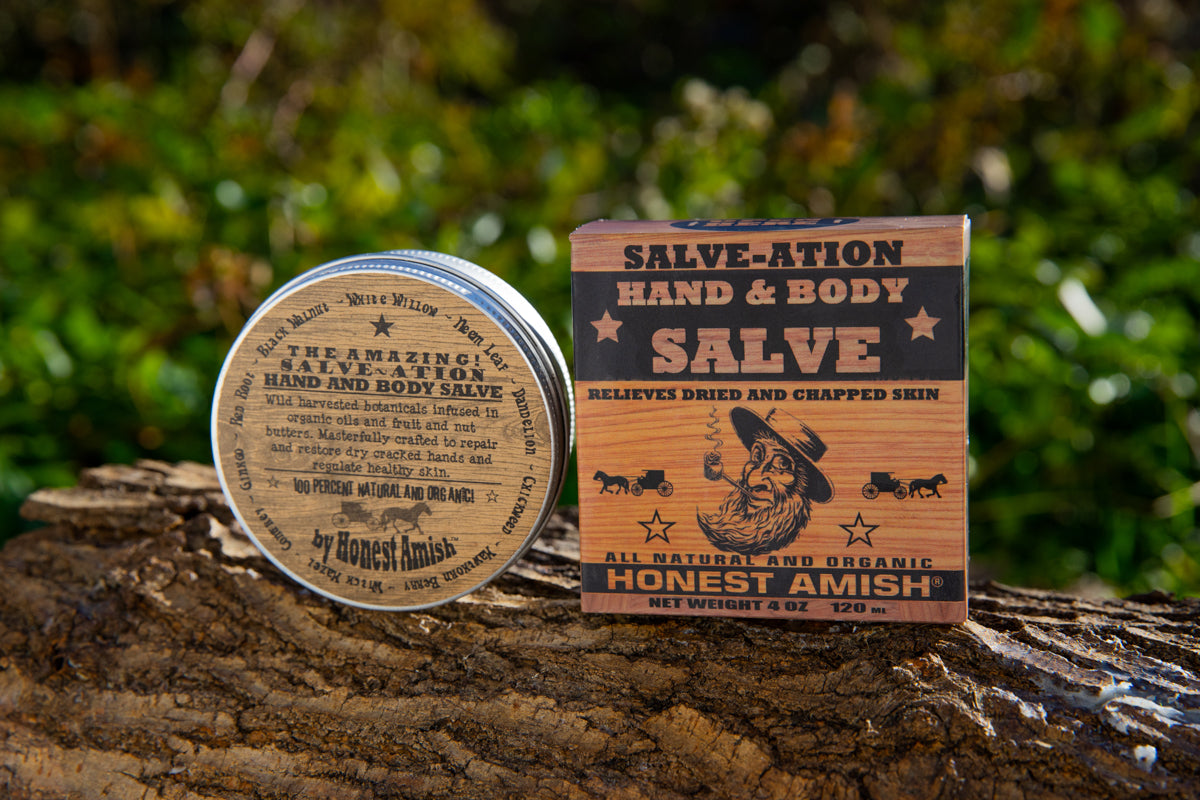 Black Walnut - White Willow - Neem Leaf - Dandelion - Chickweed - Hawthorn Berry
Witch Hazel - Comfrey - Ginkgo - Red Root
THE AMAZING!
SALVE~ATION
HAND AND BODY SALVE
Wild harvested botanicals infused in
organic oils and fruit and nut
butters. Masterfully crafted to repair
and restore dry cracked hands and
regulate healthy skin.
100 PERCENT NATURAL AND ORGANIC!
by Honest Amish™
SALVE-ATION
HAND & BODY
SALVE
RELIEVES DRIED AND CHAPPED SKIN
ALL NATURAL AND ORGANIC
HONEST AMISH®
NET WEIGHT 4 OZ 120 ML